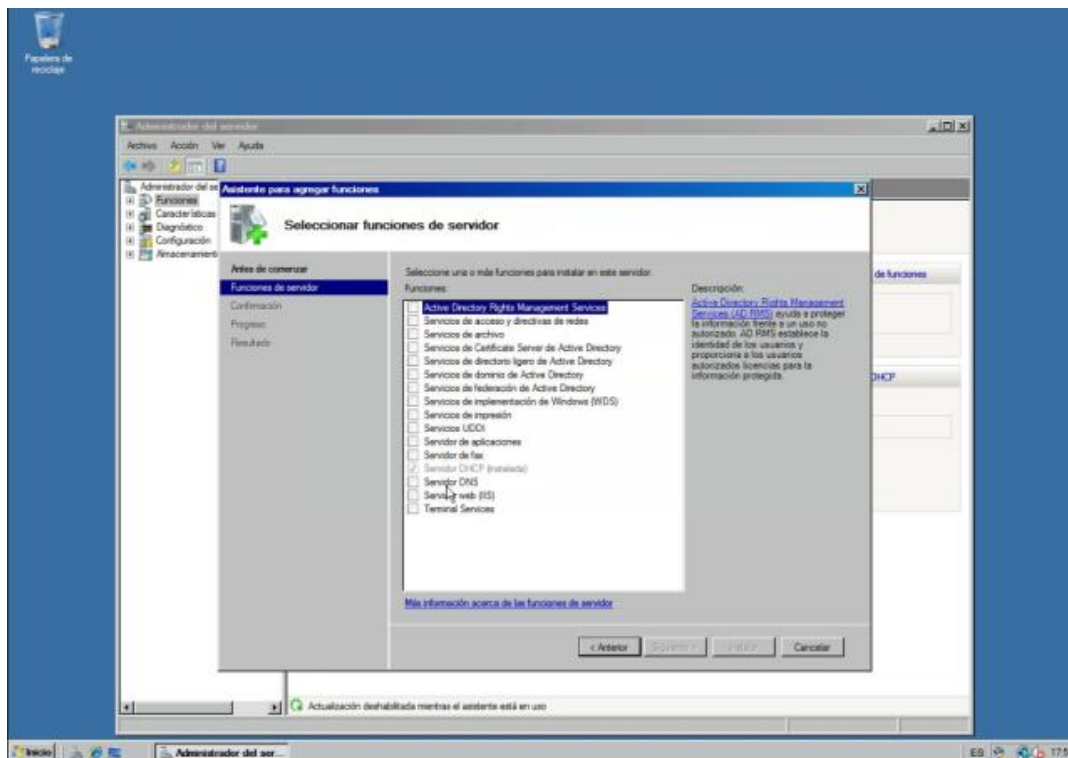 Papelera de
reciclaje
Administrador del servidor
Archivo Acción Ver Ayuda
Administrador del se
Funciones
Características
Diagnóstico
Configuración
Almacenamiento
Asistente para agregar funciones
Seleccionar funciones de servidor
Antes de comenzar
Funciones de servidor
Confirmación
Progreso
Resultado
Seleccione una o más funciones para instalar en este servidor.
Funciones:
Active Directory Rights Management Services
Servicios de acceso y directivas de redes
Servicios de archivo
Servicios de Certificate Server de Active Directory
Servicios de directorio ligero de Active Directory
Servicios de dominio de Active Directory
Servicios de federación de Active Directory
Servicios de implementación de Windows (WDS)
Servicios de impresión
Servicios UDDI
Servidor de aplicaciones
Servidor de fax
Servidor DHCP (Instalada)
Servidor DNS
Servidor web (IIS)
Terminal Services
Más información acerca de las funciones de servidor
Descripción:
Active Directory Rights Management
Services (AD RMS) ayuda a proteger
la información frente a un uso no
autorizado. AD RMS establece la
identidad de los usuarios y
proporciona a los usuarios
autorizados licencias para la
información protegida.
de funciones
DHCP
< Anterior Siguiente > Instalar Cancelar
Actualización deshabilitada mientras el asistente está en uso
Inicio Administrador del ser... ES 17:5